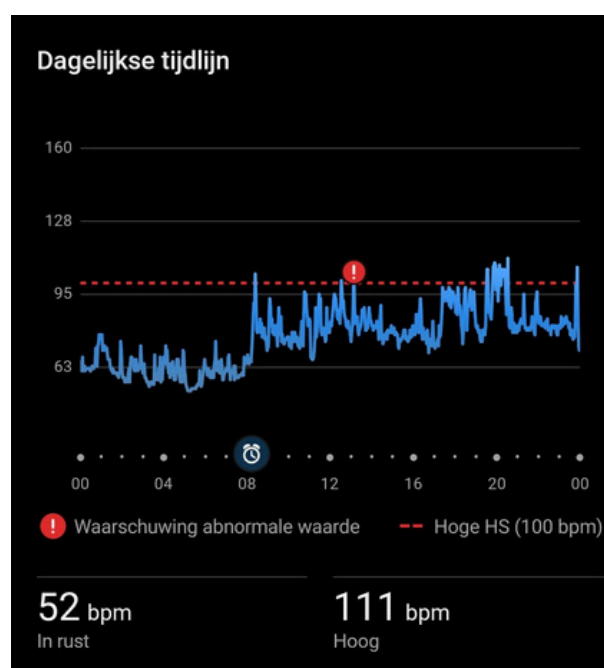 Dagelijkse tijdlijn
160
128
95
63
00 04 08 12 16 20 00
! Waarschuwing abnormale waarde -- Hoge HS (100 bpm)
52 bpm 111 bpm
In rust Hoog